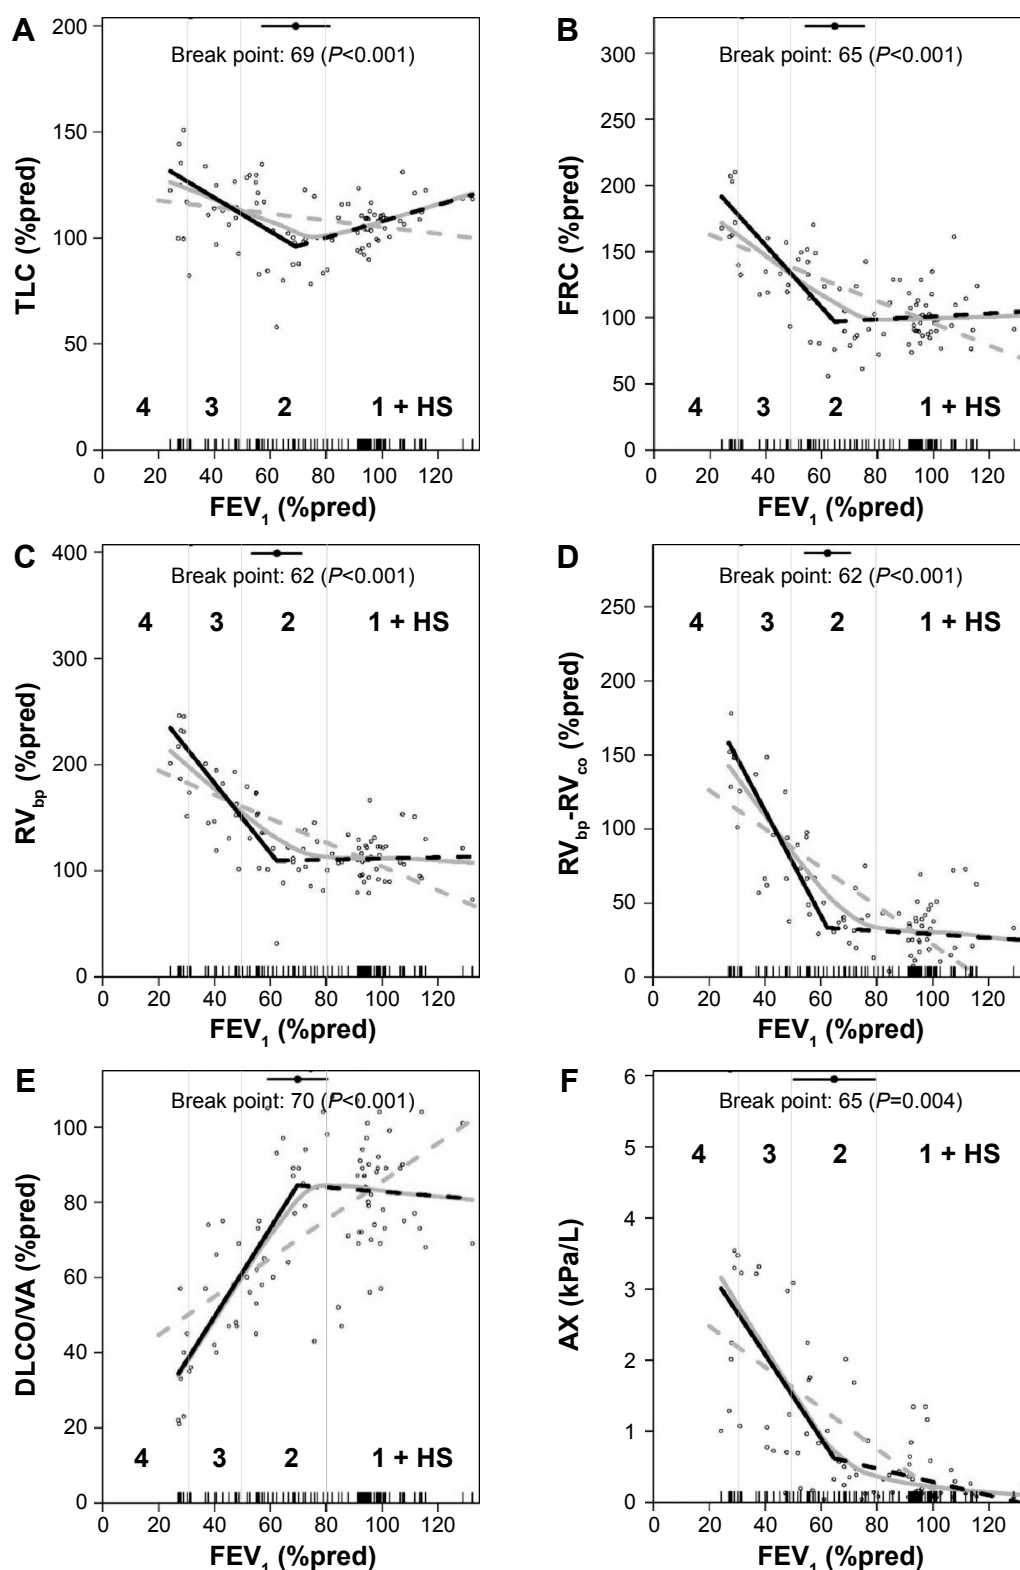 A
Break point: 69 (P<0.001)
TLC (%pred)
200
150
100
50
0
4 3 2 1 + HS
0 20 40 60 80 100 120
FEV1 (%pred)
B
Break point: 65 (P<0.001)
FRC (%pred)
300
250
200
150
100
50
0
4 3 2 1 + HS
0 20 40 60 80 100 120
FEV1 (%pred)
C
Break point: 62 (P<0.001)
4 3 2 1 + HS
RVbp (%pred)
400
300
200
100
0
0 20 40 60 80 100 120
FEV1 (%pred)
D
Break point: 62 (P<0.001)
4 3 2 1 + HS
RVbp-RVco (%pred)
250
200
150
100
50
0
0 20 40 60 80 100 120
FEV1 (%pred)
E
Break point: 70 (P<0.001)
DLCO/VA (%pred)
100
80
60
40
20
0
4 3 2 1 + HS
0 20 40 60 80 100 120
FEV1 (%pred)
F
Break point: 65 (P=0.004)
4 3 2 1 + HS
AX (kPa/L)
6
5
4
3
2
1
0
0 20 40 60 80 100 120
FEV1 (%pred)